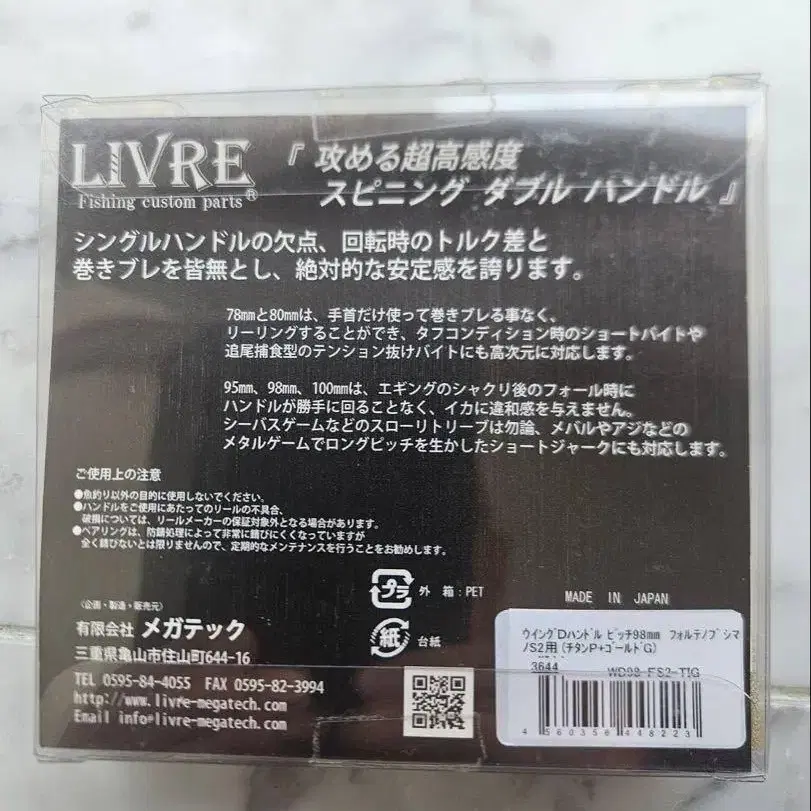 LIVRE
Fishing custom parts®
『 攻める超高感度
スピニング ダブル ハンドル 』
シングルハンドルの欠点、回転時のトルク差と
巻きブレを皆無とし、絶対的な安定感を誇ります。
78mmと80mmは、手首だけ使って巻きブレる事なく、
リーリングすることができ、タフコンディション時のショートバイトや
追尾捕食型のテンション抜けバイトにも高次元に対応します。
95mm、98mm、100mmは、エギングのシャクリ後のフォール時に
ハンドルが勝手に回ることなく、イカに違和感を与えません。
シーバスゲームなどのスローリトリーブは勿論、メバルやアジなどの
メタルゲームでロングピッチを生かしたショートジャークにも対応します。
ご使用上の注意
●魚釣り以外の目的に使用しないでください。
●ハンドルをご使用にあたってのリールの不具合、
破損については、リールメーカーの保証対象外となる場合があります。
●ベアリングは、防錆処理によって非常に錆びにくくなっていますが
全く錆びないとは限りませんので、定期的なメンテナンスを行うことをお勧めします。
プラ 外 箱：PET
紙 台紙
MADE IN JAPAN
〈企画・製造・販売元〉
有限会社 メガテック
三重県亀山市住山町644-16
TEL 0595-84-4055 FAX 0595-82-3994
http://www.livre-megatech.com
Email info@livre-megatech.com
ウイングDハンドル ピッチ98mm フォルテノブ シマ
ノS2用 (チタンP+ゴールドG)
3644 WD98-FS2-TIG
4 560356 448223